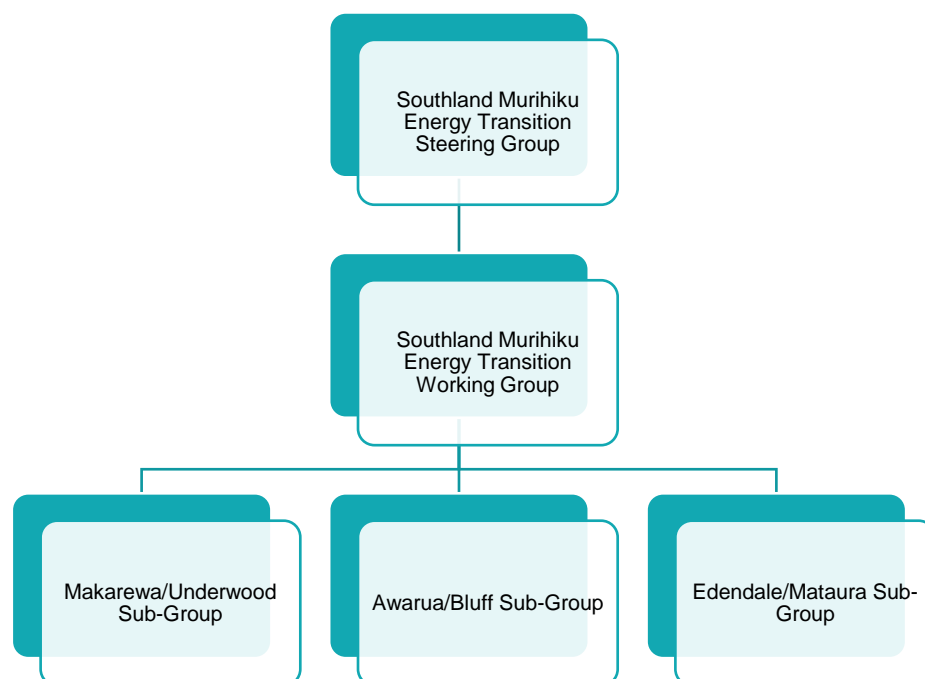 Southland Murihiku
Energy Transition
Steering Group
Southland Murihiku
Energy Transition
Working Group
Makarewa/Underwood
Sub-Group
Awarua/Bluff Sub-Group
Edendale/Mataura Sub-
Group